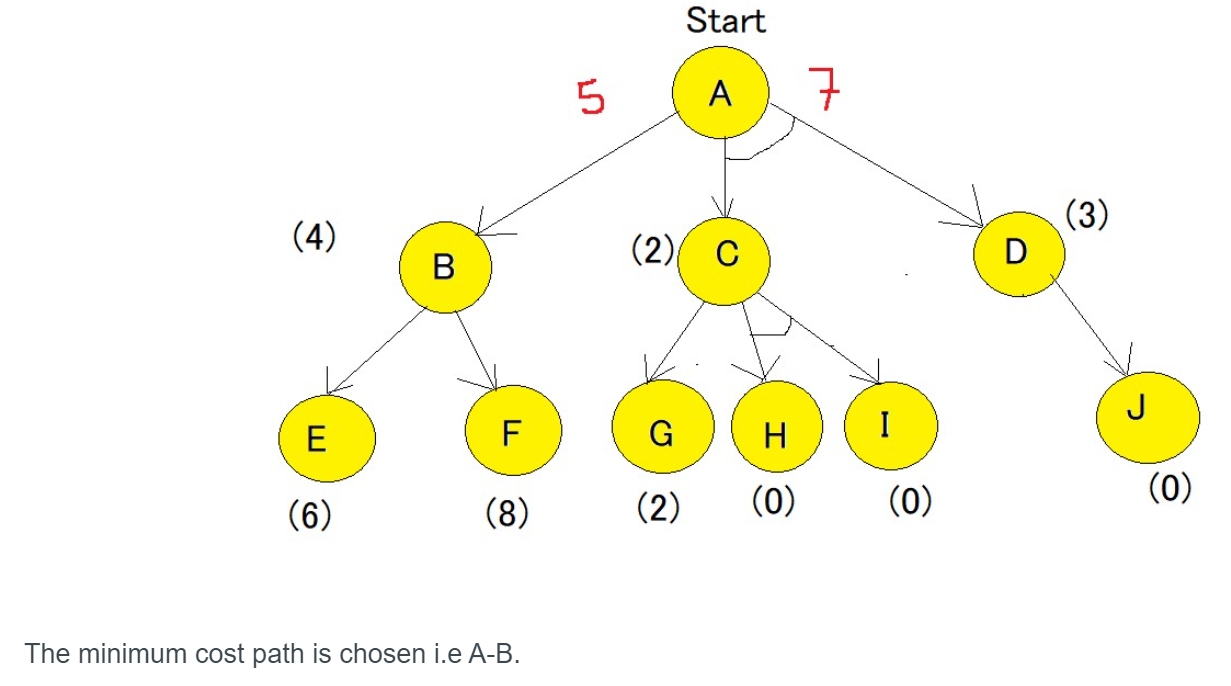 Start
5 A 7
(4) B (2) C D (3)
E F G H I J
(6) (8) (2) (0) (0) (0)
The minimum cost path is chosen i.e A-B.